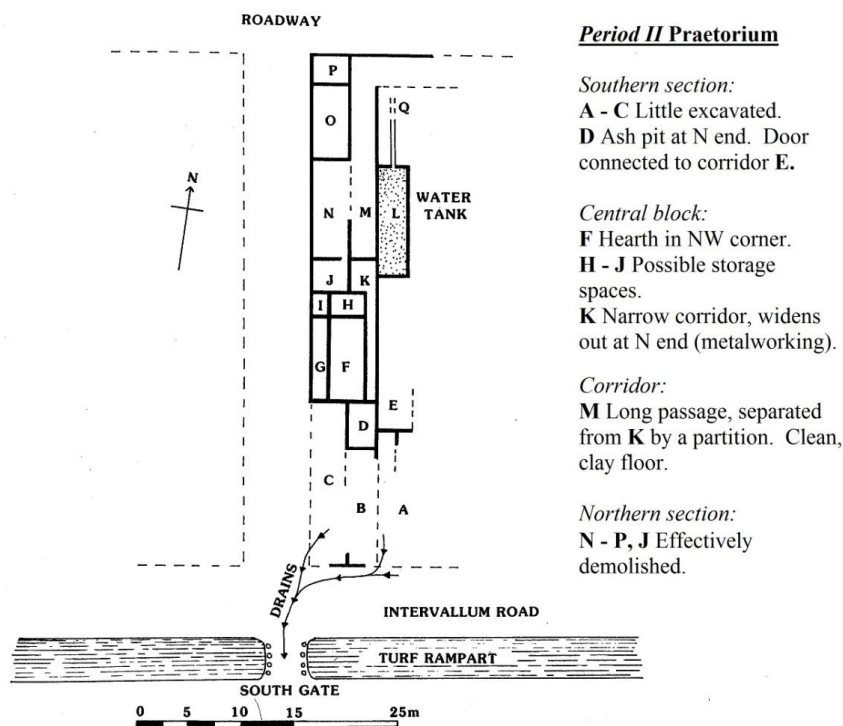 ROADWAY
P
O
Q
N
N
M
L
WATER
TANK
J
K
I
H
G
F
E
D
C
B
A
DRAINS
INTERVALLUM ROAD
TURF RAMPART
SOUTH GATE
0 5 10 15 25m
Period II Praetorium
Southern section:
A - C Little excavated.
D Ash pit at N end. Door
connected to corridor E.
Central block:
F Hearth in NW corner.
H - J Possible storage
spaces.
K Narrow corridor, widens
out at N end (metalworking).
Corridor:
M Long passage, separated
from K by a partition. Clean,
clay floor.
Northern section:
N - P, J Effectively
demolished.